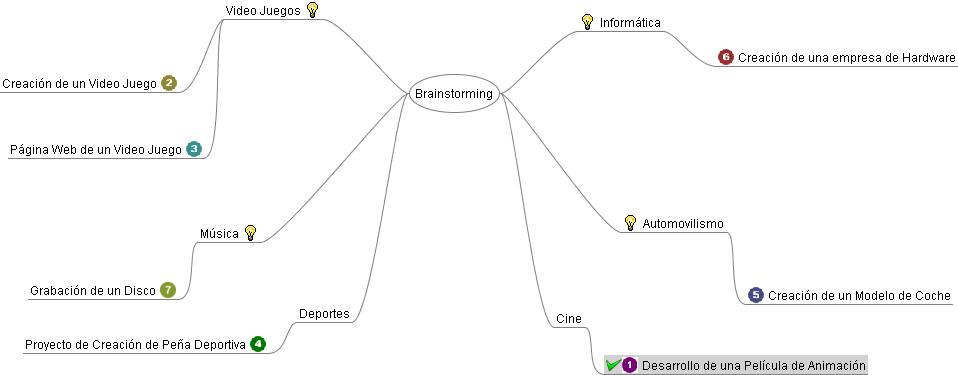 Video Juegos
Informática
6 Creación de una empresa de Hardware
Creación de un Video Juego 2
Brainstorming
Página Web de un Video Juego 3
Automovilismo
Música
Grabación de un Disco 7
5 Creación de un Modelo de Coche
Deportes
Cine
Proyecto de Creación de Peña Deportiva 4
1 Desarrollo de una Película de Animación